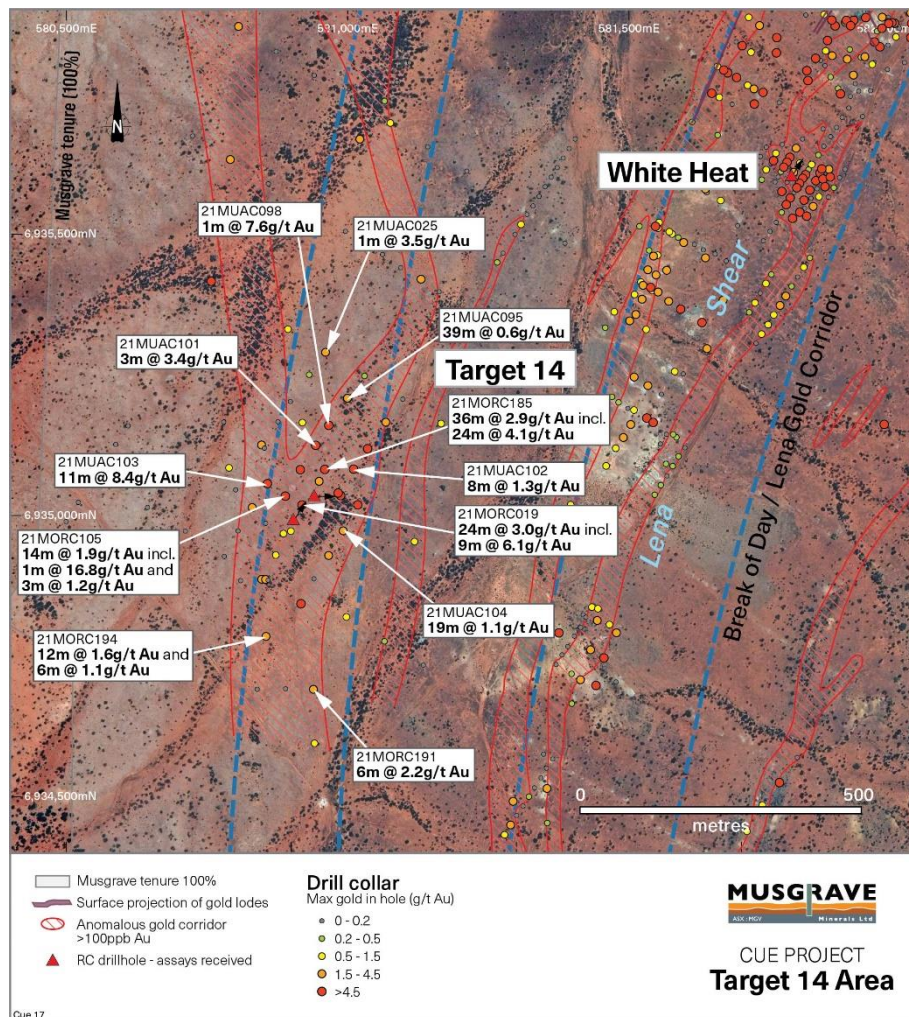 580,500mE
581,000mE
581,500mE
Musgrave tenure (100%)
N
White Heat
21MUAC098
1m @ 7.6g/t Au
21MUAC025
1m @ 3.5g/t Au
6,935,500mN
Shear
21MUAC095
39m @ 0.6g/t Au
21MUAC101
3m @ 3.4g/t Au
Target 14
21MORC185
36m @ 2.9g/t Au incl.
24m @ 4.1g/t Au
Break of Day / Lena Gold Corridor
21MUAC103
11m @ 8.4g/t Au
21MUAC102
8m @ 1.3g/t Au
6,935,000mN
21MORC019
24m @ 3.0g/t Au incl.
9m @ 6.1g/t Au
Lena
21MORC105
14m @ 1.9g/t Au incl.
1m @ 16.8g/t Au and
3m @ 1.2g/t Au
21MUAC104
19m @ 1.1g/t Au
21MORC194
12m @ 1.6g/t Au and
6m @ 1.1g/t Au
21MORC191
6m @ 2.2g/t Au
6,934,500mN
0
500
metres
Musgrave tenure 100%
Surface projection of gold lodes
Anomalous gold corridor
>100ppb Au
RC drillhole - assays received
Drill collar
Max gold in hole (g/t Au)
0 - 0.2
0.2 - 0.5
0.5 - 1.5
1.5 - 4.5
>4.5
MUSGRAVE
ASX : MGV
Minerals Ltd
CUE PROJECT
Target 14 Area
Cue 17